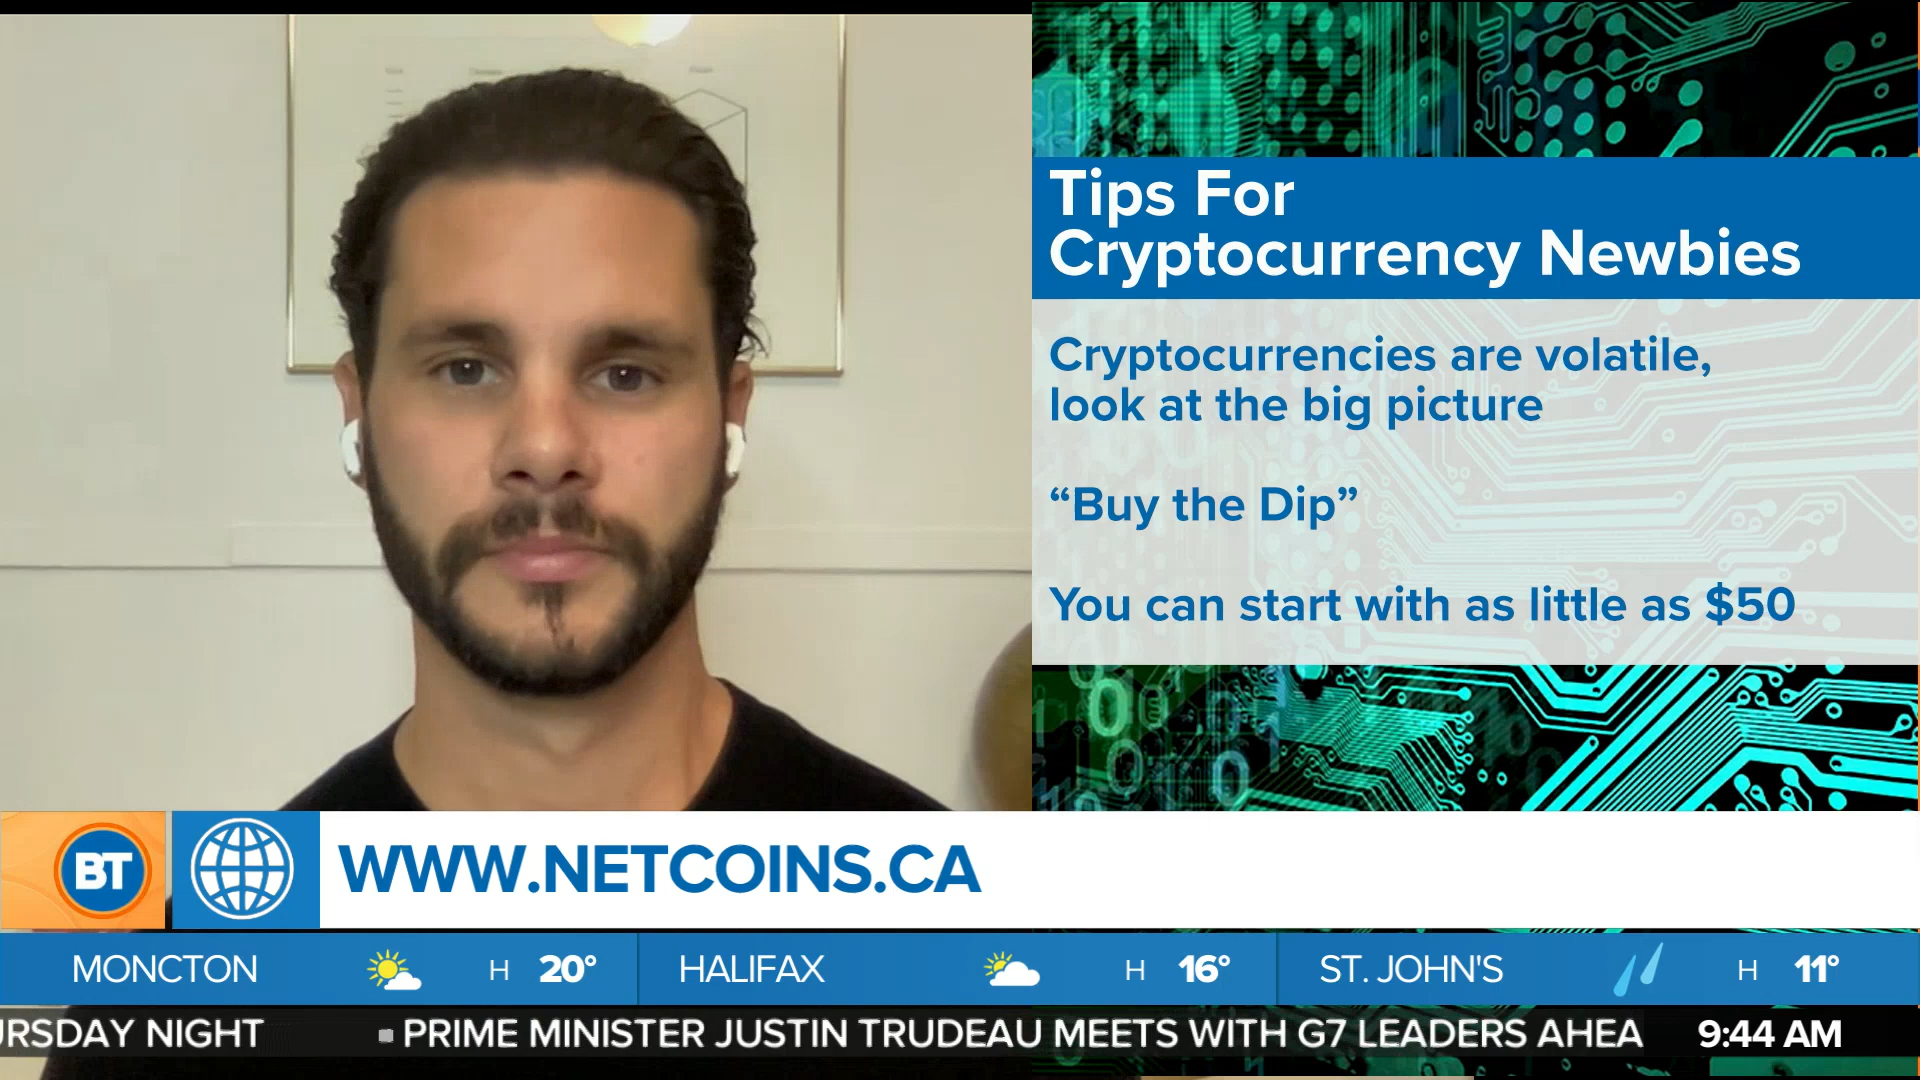 Tips For
Cryptocurrency Newbies
Cryptocurrencies are volatile,
look at the big picture
“Buy the Dip”
You can start with as little as $50
BT
WWW.NETCOINS.CA
MONCTON H 20° HALIFAX H 16° ST. JOHN'S H 11°
URSDAY NIGHT ▪ PRIME MINISTER JUSTIN TRUDEAU MEETS WITH G7 LEADERS AHEA 9:44 AM